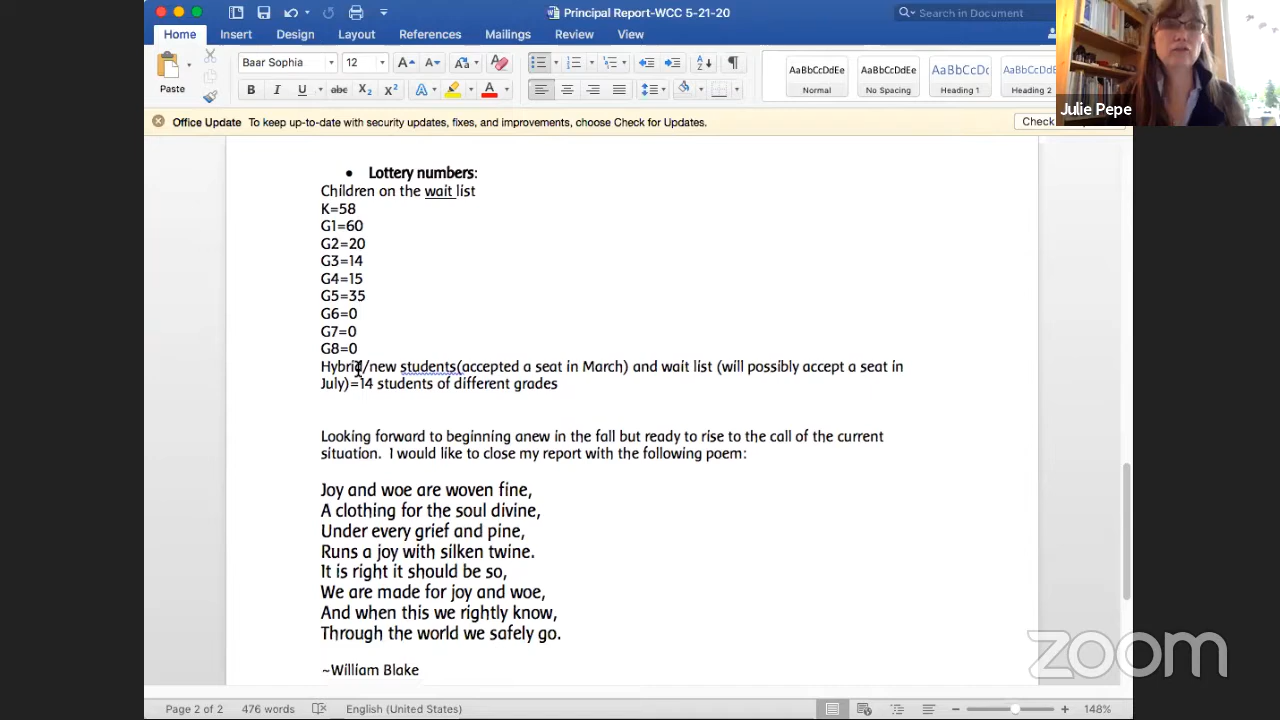 Principal Report-WCC 5-21-20
Search in Document
Home Insert Design Layout References Mailings Review View
Julie Pepe
Paste
Baar Sophia 12
B I U abc X₂ X² A A
AaBbCcDdEe AaBbCcDdEe AaBbCcDc AaBbCcDdEe
Normal No Spacing Heading 1 Heading 2
Office Update To keep up-to-date with security updates, fixes, and improvements, choose Check for Updates. Check
• Lottery numbers:
Children on the wait list
K=58
G1=60
G2=20
G3=14
G4=15
G5=35
G6=0
G7=0
G8=0
Hybrid/new students(accepted a seat in March) and wait list (will possibly accept a seat in
July)=14 students of different grades
Looking forward to beginning anew in the fall but ready to rise to the call of the current
situation. I would like to close my report with the following poem:
Joy and woe are woven fine,
A clothing for the soul divine,
Under every grief and pine,
Runs a joy with silken twine.
It is right it should be so,
We are made for joy and woe,
And when this we rightly know,
Through the world we safely go.
~William Blake
zoom
Page 2 of 2 476 words English (United States) 148%